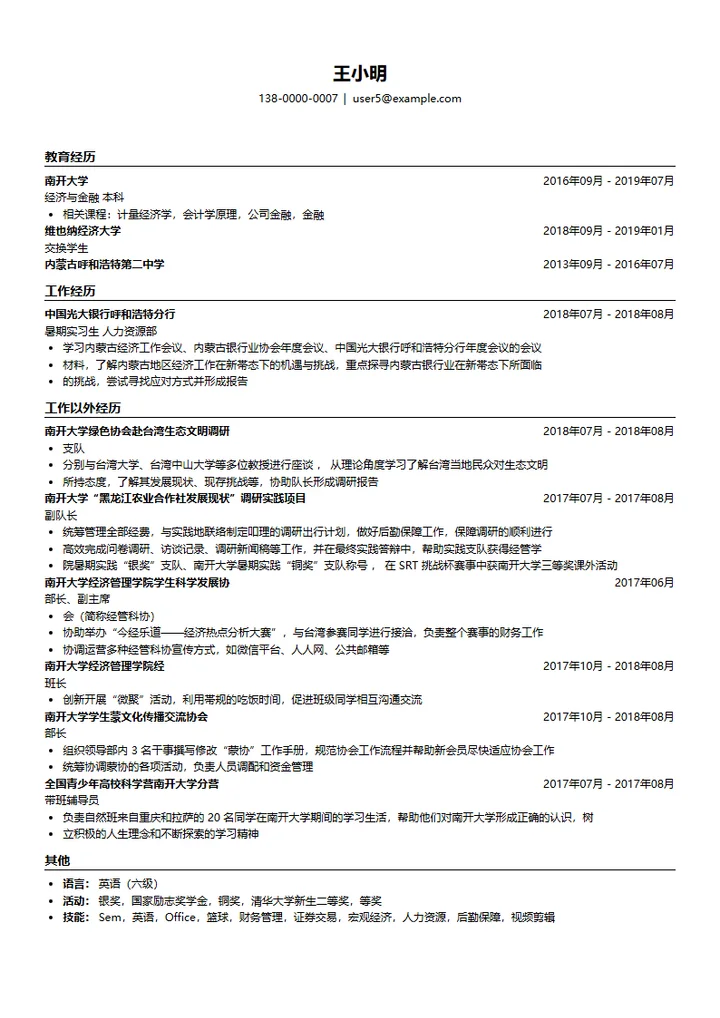 王小明
138-0000-0007 | user5@example.com
教育经历
南开大学 2016年09月 - 2019年07月
经济与金融 本科
• 相关课程：计量经济学，会计学原理，公司金融，金融
维也纳经济大学 2018年09月 - 2019年01月
交换学生
内蒙古呼和浩特第二中学 2013年09月 - 2016年07月
工作经历
中国光大银行呼和浩特分行 2018年07月 - 2018年08月
暑期实习生 人力资源部
• 学习内蒙古经济工作会议、内蒙古银行业协会年度会议、中国光大银行呼和浩特分行年度会议的会议
• 材料，了解内蒙古地区经济工作在新常态下的机遇与挑战，重点探寻内蒙古银行业在新常态下所面临
• 的挑战，尝试寻找应对方式并形成报告
工作以外经历
南开大学绿色协会赴台湾生态文明调研 2018年07月 - 2018年08月
• 支队
• 分别与台湾大学、台湾中山大学等多位教授进行座谈 ， 从理论角度学习了解台湾当地民众对生态文明
• 所持态度，了解其发展现状、现存挑战等，协助队长形成调研报告
南开大学“黑龙江农业合作社发展现状”调研实践项目 2017年07月 - 2017年08月
副队长
• 统筹管理全部经费，与实践地联络制定叩理的调研出行计划，做好后勤保障工作，保障调研的顺利进行
• 高效完成问卷调研、访谈记录、调研新闻稿等工作，并在最终实践答辩中，帮助实践支队获得经管学
• 院暑期实践“银奖”支队、南开大学暑期实践“铜奖”支队称号 ， 在 SRT 挑战杯赛事中获南开大学三等奖课外活动
南开大学经济管理学院学生科学发展协 2017年06月
部长、副主席
• 会（简称经管科协）
• 协助举办“今经乐道——经济热点分析大赛”，与台湾参赛同学进行接洽，负责整个赛事的财务工作
• 协调运营多种经管科协宣传方式，如微信平台、人人网、公共邮箱等
南开大学经济管理学院经 2017年10月 - 2018年08月
班长
• 创新开展“微聚”活动，利用常规的吃饭时间，促进班级同学相互沟通交流
南开大学学生蒙文化传播交流协会 2017年10月 - 2018年08月
部长
• 组织领导部内 3 名干事撰写修改“蒙协”工作手册，规范协会工作流程并帮助新会员尽快适应协会工作
• 统筹协调蒙协的各项活动，负责人员调配和资金管理
全国青少年高校科学营南开大学分营 2017年07月 - 2017年08月
带班辅导员
• 负责自然班来自重庆和拉萨的 20 名同学在南开大学期间的学习生活，帮助他们对南开大学形成正确的认识，树
• 立积极的人生理念和不断探索的学习精神
其他
• 语言： 英语（六级）
• 活动： 银奖，国家励志奖学金，铜奖，清华大学新生二等奖，等奖
• 技能： Sem，英语，Office，篮球，财务管理，证券交易，宏观经济，人力资源，后勤保障，视频剪辑